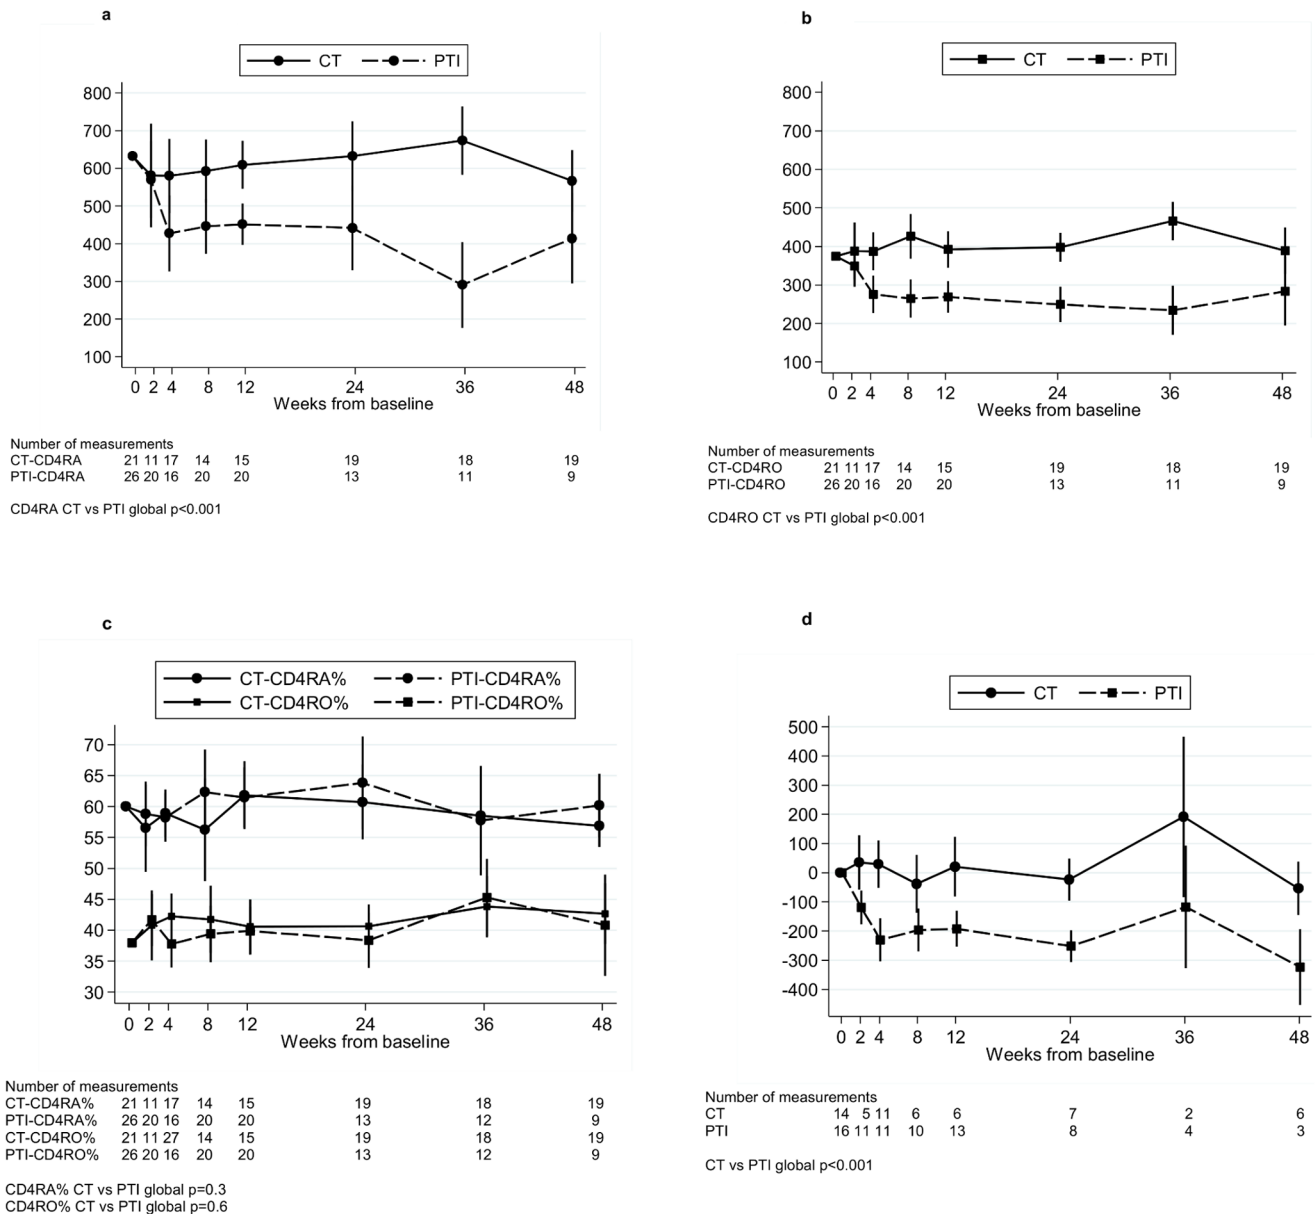 a
CT PTI
800
700
600
500
400
300
200
100
0 2 4 8 12 24 36 48
Weeks from baseline
Number of measurements
CT-CD4RA 21 11 17 14 15 19 18 19
PTI-CD4RA 26 20 16 20 20 13 11 9
CD4RA CT vs PTI global p<0.001
b
CT PTI
800
700
600
500
400
300
200
100
0 2 4 8 12 24 36 48
Weeks from baseline
Number of measurements
CT-CD4RO 21 11 17 14 15 19 18 19
PTI-CD4RO 26 20 16 20 20 13 11 9
CD4RO CT vs PTI global p<0.001
c
CT-CD4RA% PTI-CD4RA%
CT-CD4RO% PTI-CD4RO%
70
65
60
55
50
45
40
35
30
0 2 4 8 12 24 36 48
Weeks from baseline
Number of measurements
CT-CD4RA% 21 11 17 14 15 19 18 19
PTI-CD4RA% 26 20 16 20 20 13 12 9
CT-CD4RO% 21 11 27 14 15 19 18 19
PTI-CD4RO% 26 20 16 20 20 13 12 9
CD4RA% CT vs PTI global p=0.3
CD4RO% CT vs PTI global p=0.6
d
CT PTI
500
400
300
200
100
0
-100
-200
-300
-400
0 2 4 8 12 24 36 48
Weeks from baseline
Number of measurements
CT 14 5 11 6 6 7 2 6
PTI 16 11 11 10 13 8 4 3
CT vs PTI global p<0.001